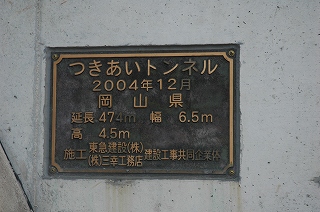 つきあいトンネル
2004年12月
岡山県
延長 474m 幅 6.5m
高 4.5m
施工 東急建設(株)
(株)三幸工務店 建設工事共同企業体